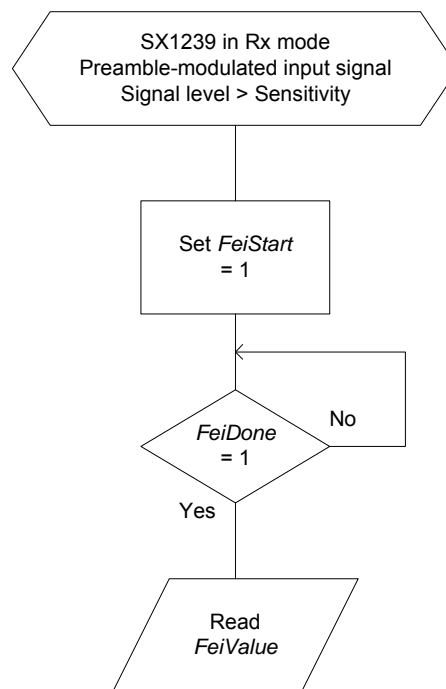 SX1239 in Rx mode
Preamble-modulated input signal
Signal level > Sensitivity
Set FeiStart
= 1
FeiDone
= 1
No
Yes
Read
FeiValue